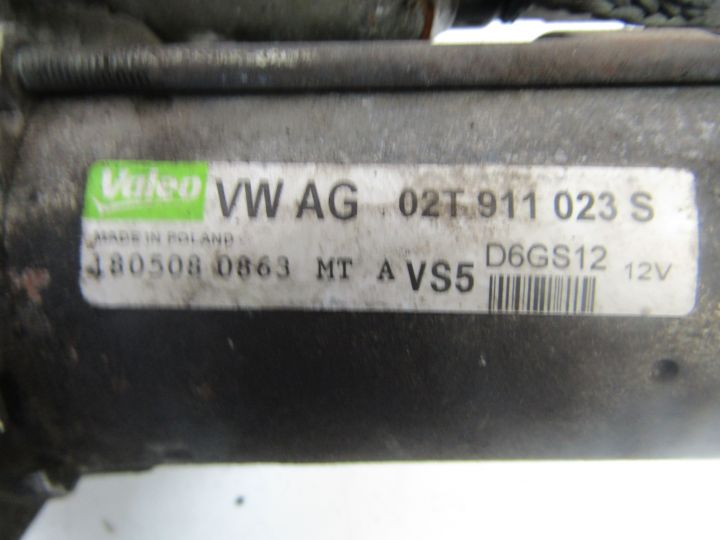 Valeo VW AG 02T 911 023 S
MADE IN POLAND
180508 0863 MT A VS5 D6GS12 12V